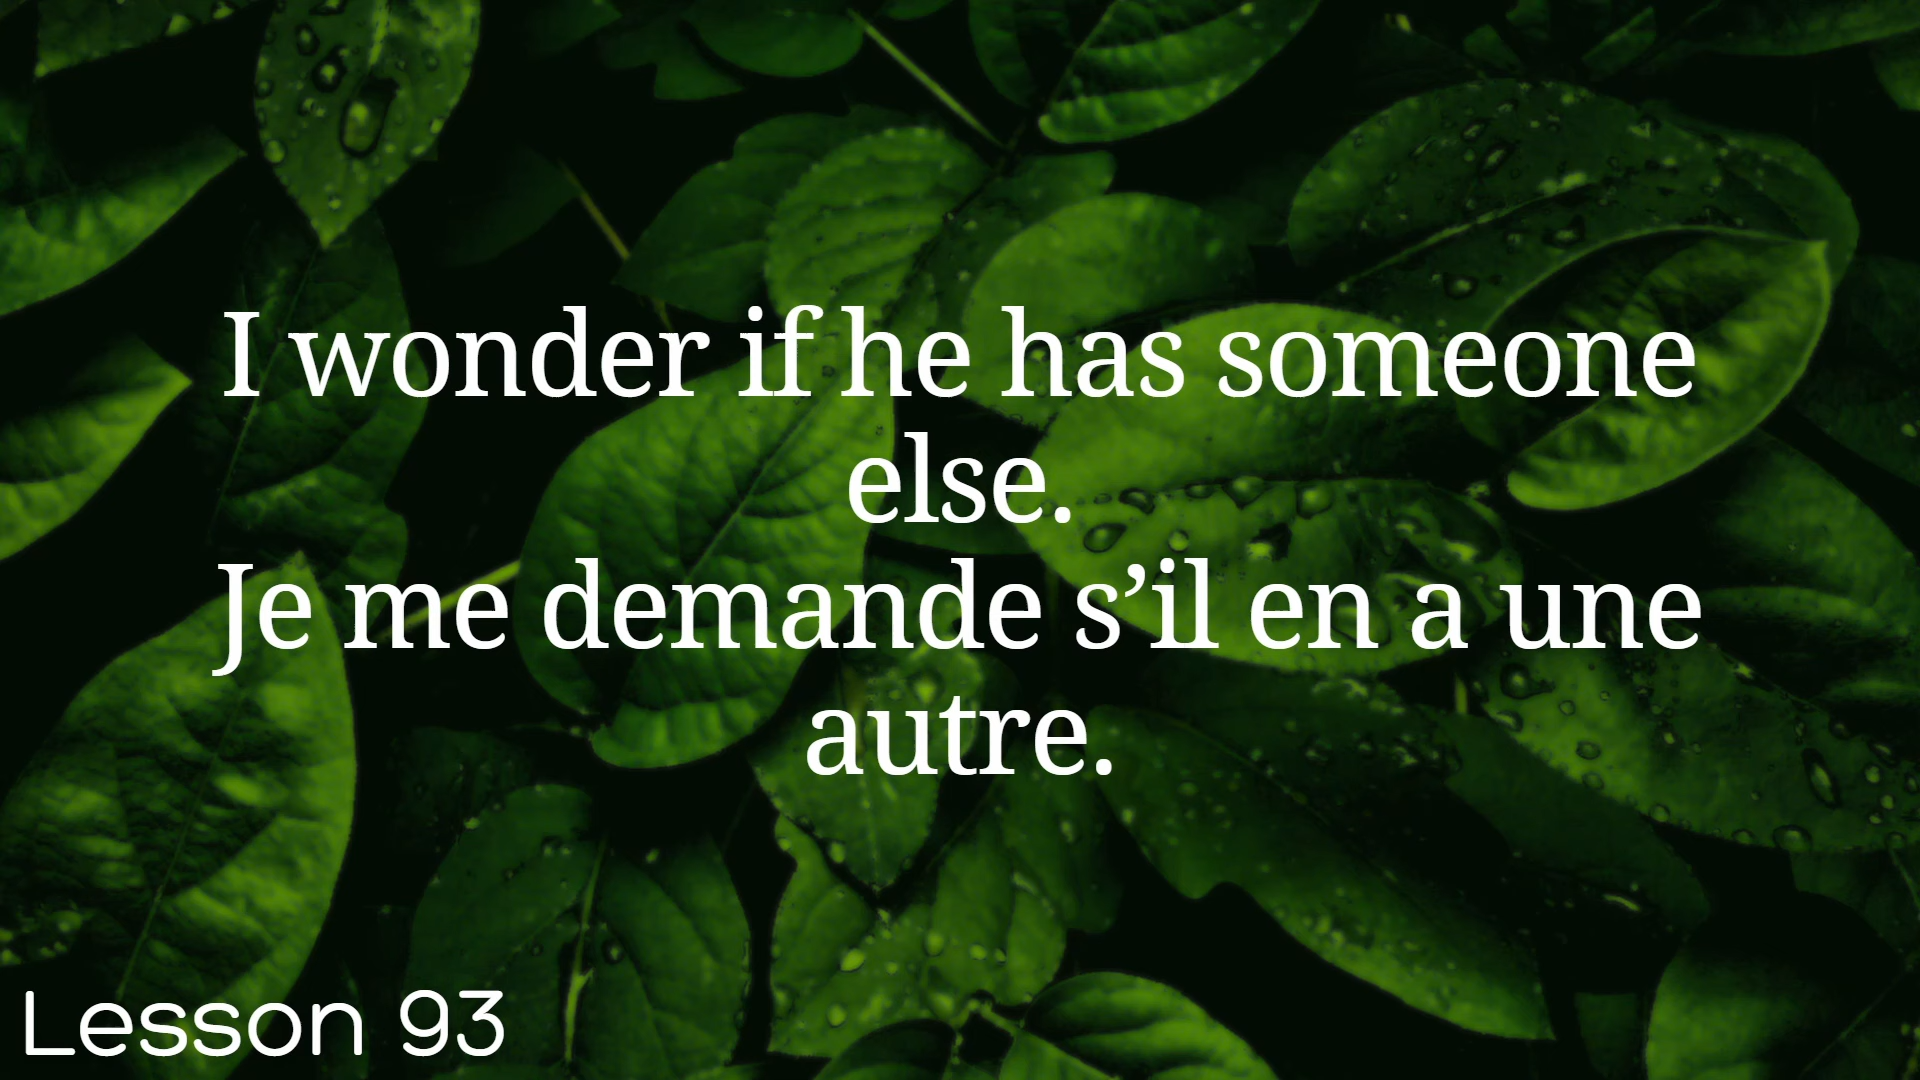 I wonder if he has someone
else.
Je me demande s’il en a une
autre.
Lesson 93